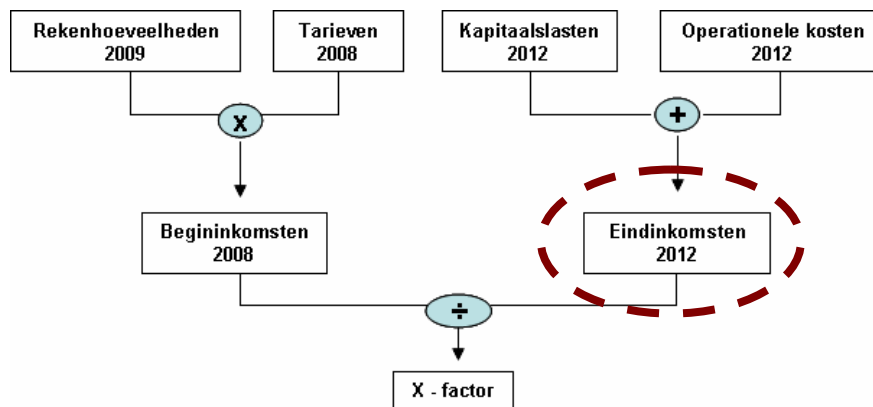 Rekenhoeveelheden
2009
Tarieven
2008
Kapitaalslasten
2012
Operationele kosten
2012
x
+
Begininkomsten
2008
Eindinkomsten
2012
÷
X - factor